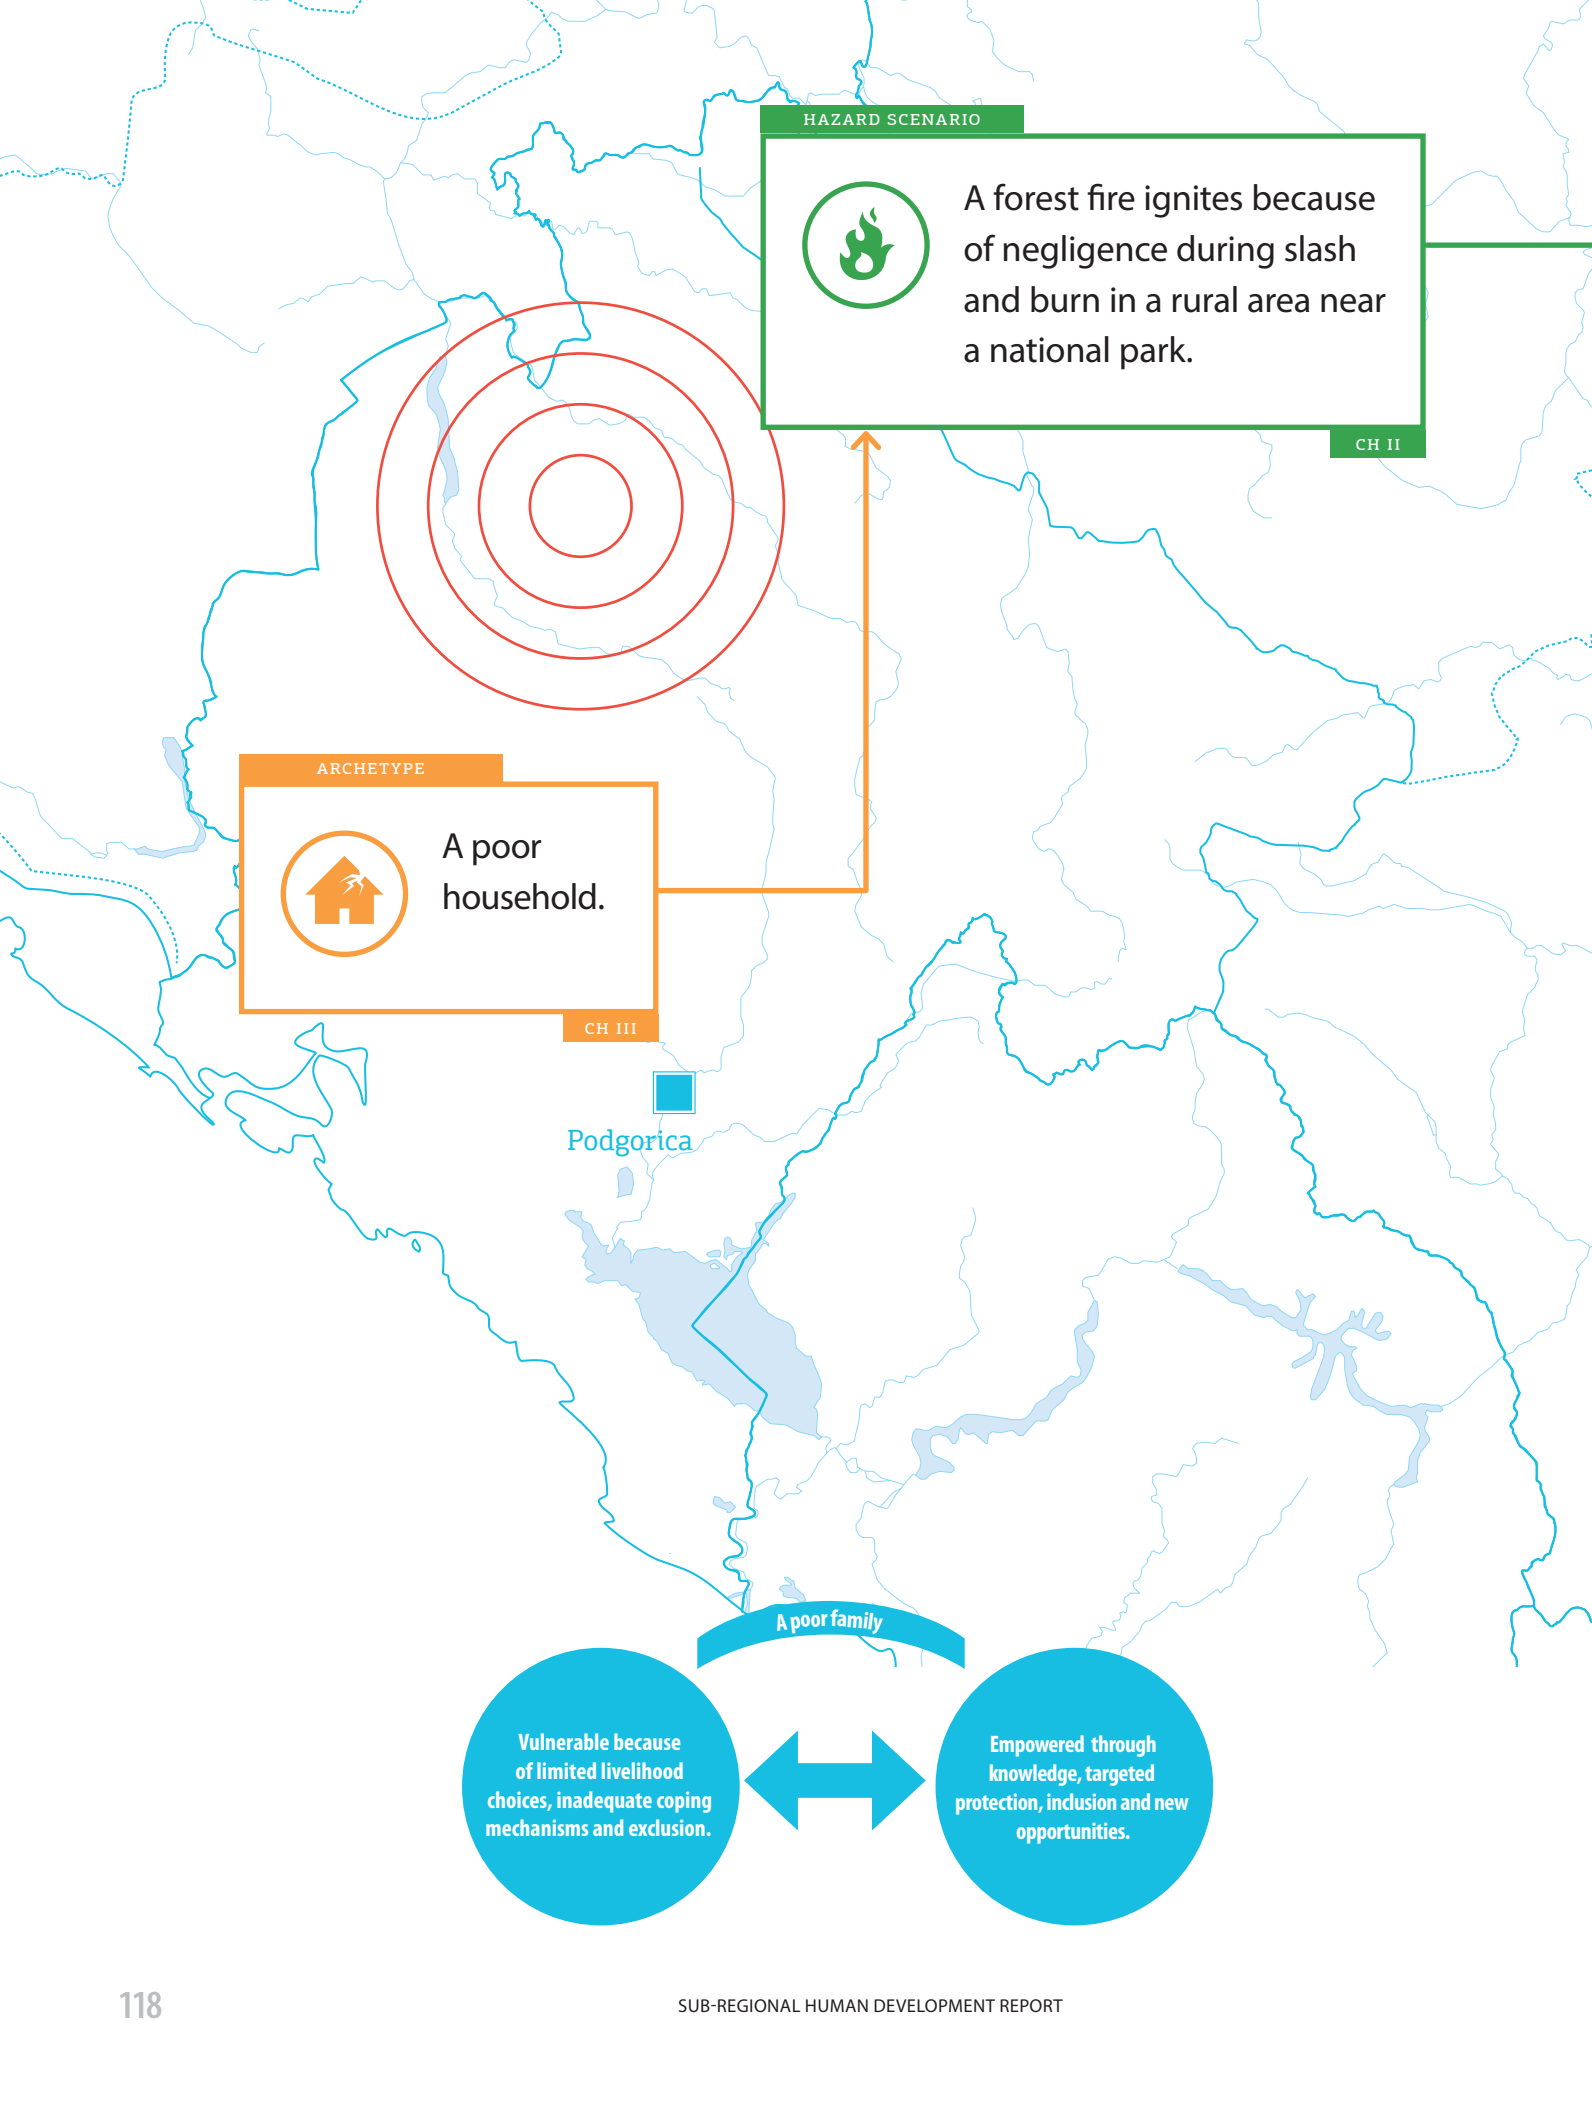 HAZARD SCENARIO
A forest fire ignites because
of negligence during slash
and burn in a rural area near
a national park.
CH II
ARCHETYPE
A poor
household.
CH III
Podgorica
A poor family
Vulnerable because
of limited livelihood
choices, inadequate coping
mechanisms and exclusion.
Empowered through
knowledge, targeted
protection, inclusion and new
opportunities.
118
SUB-REGIONAL HUMAN DEVELOPMENT REPORT